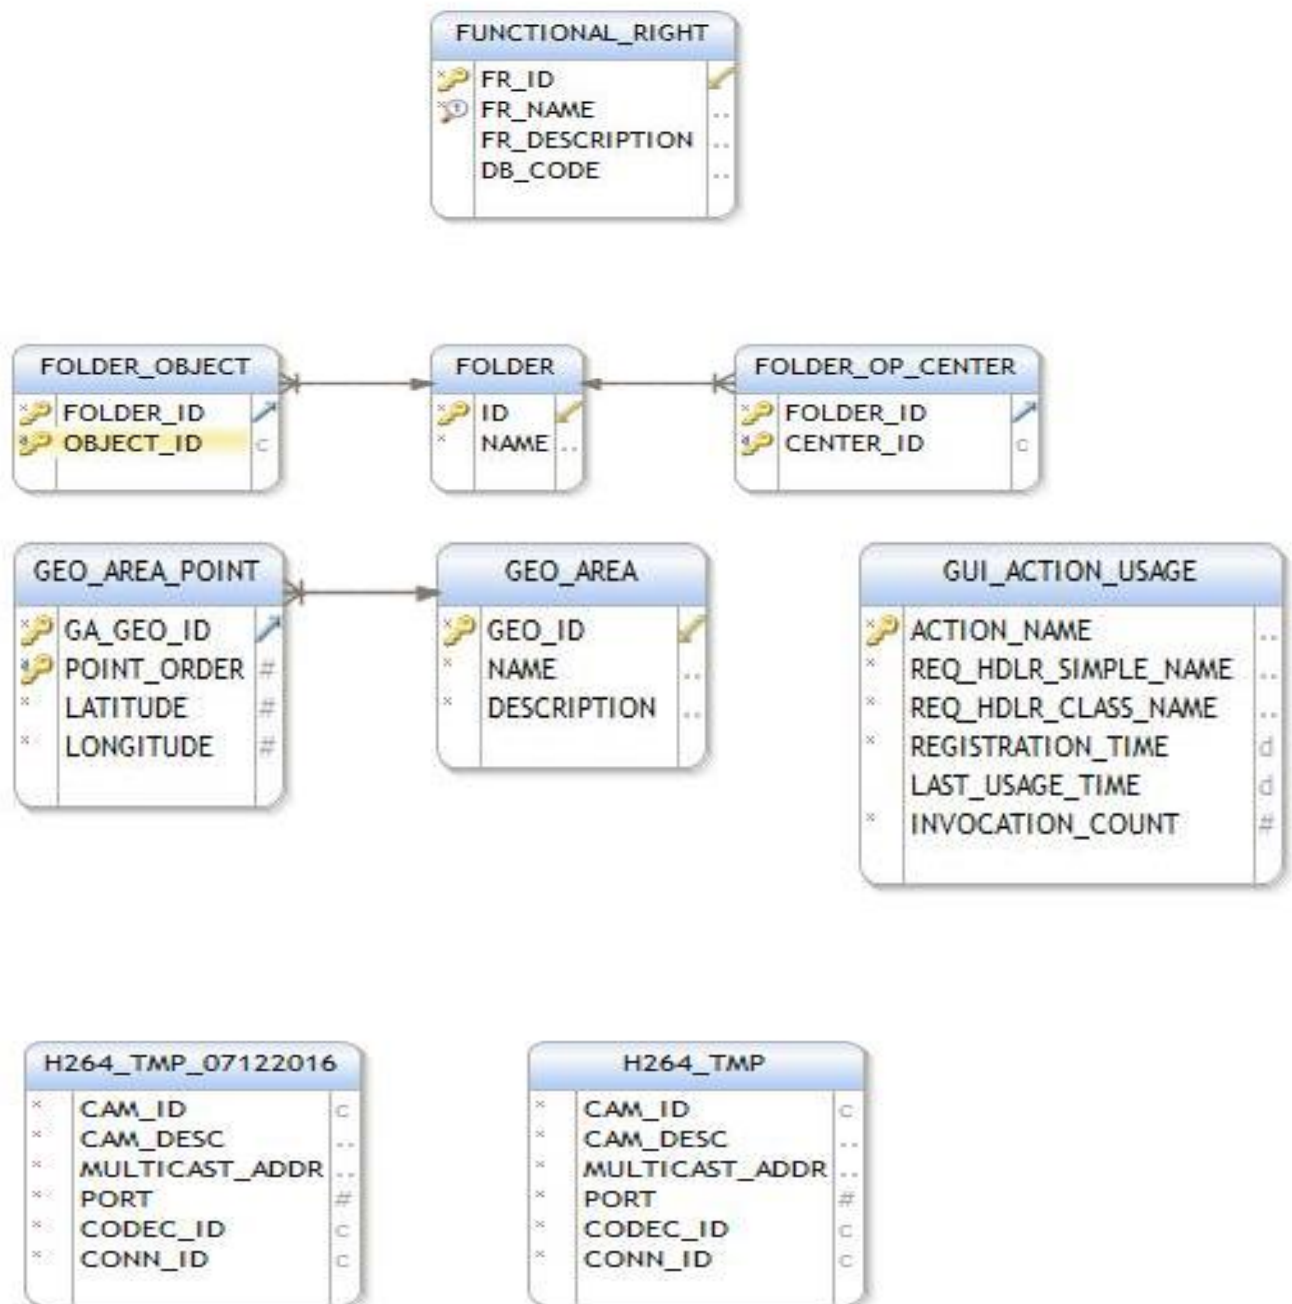 FUNCTIONAL_RIGHT
FR_ID
FR_NAME
FR_DESCRIPTION
DB_CODE
FOLDER_OBJECT
FOLDER_ID
OBJECT_ID c
FOLDER
ID
NAME
FOLDER_OP_CENTER
FOLDER_ID
CENTER_ID c
GEO_AREA_POINT
GA_GEO_ID
POINT_ORDER #
LATITUDE #
LONGITUDE #
GEO_AREA
GEO_ID
NAME
DESCRIPTION
GUI_ACTION_USAGE
ACTION_NAME
REQ_HDLR_SIMPLE_NAME
REQ_HDLR_CLASS_NAME
REGISTRATION_TIME d
LAST_USAGE_TIME d
INVOCATION_COUNT #
H264_TMP_07122016
CAM_ID c
CAM_DESC
MULTICAST_ADDR
PORT #
CODEC_ID c
CONN_ID c
H264_TMP
CAM_ID c
CAM_DESC
MULTICAST_ADDR
PORT #
CODEC_ID c
CONN_ID c